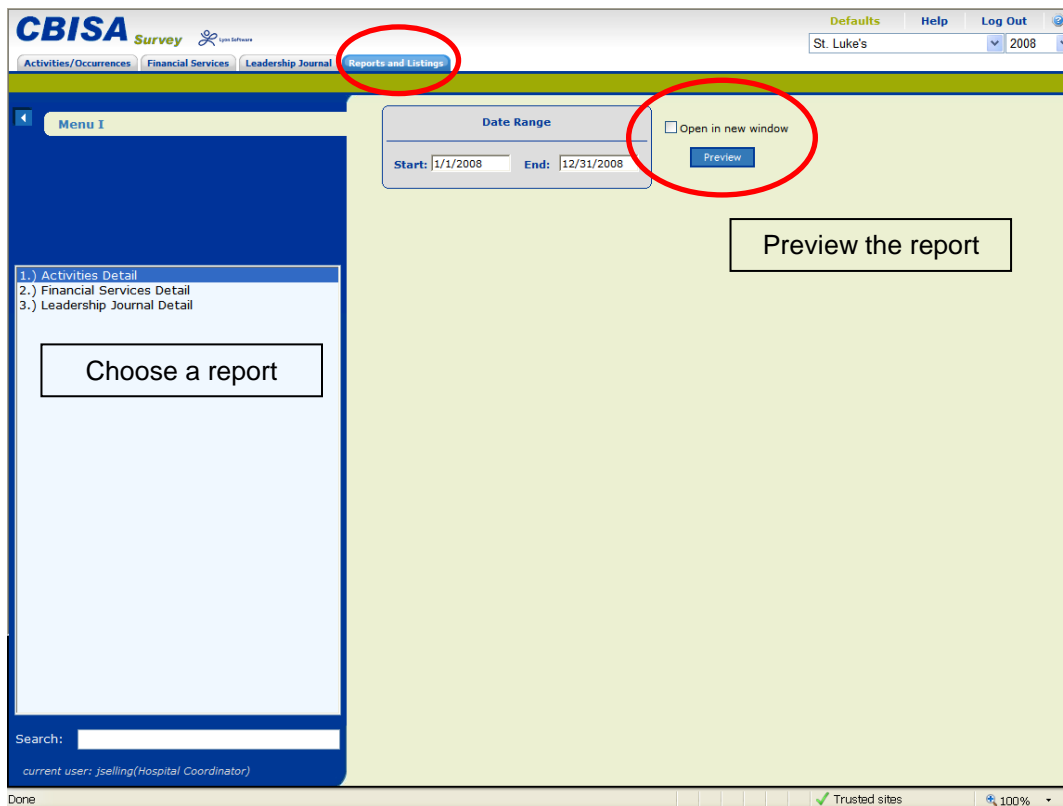 CBISA Survey Lyon Software
Defaults Help Log Out
St. Luke's 2008
Activities/Occurrences Financial Services Leadership Journal Reports and Listings
Menu I
Date Range
Start: 1/1/2008 End: 12/31/2008
Open in new window
Preview
Preview the report
1.) Activities Detail
2.) Financial Services Detail
3.) Leadership Journal Detail
Choose a report
Search:
current user: jselling(Hospital Coordinator)
Done Trusted sites 100%